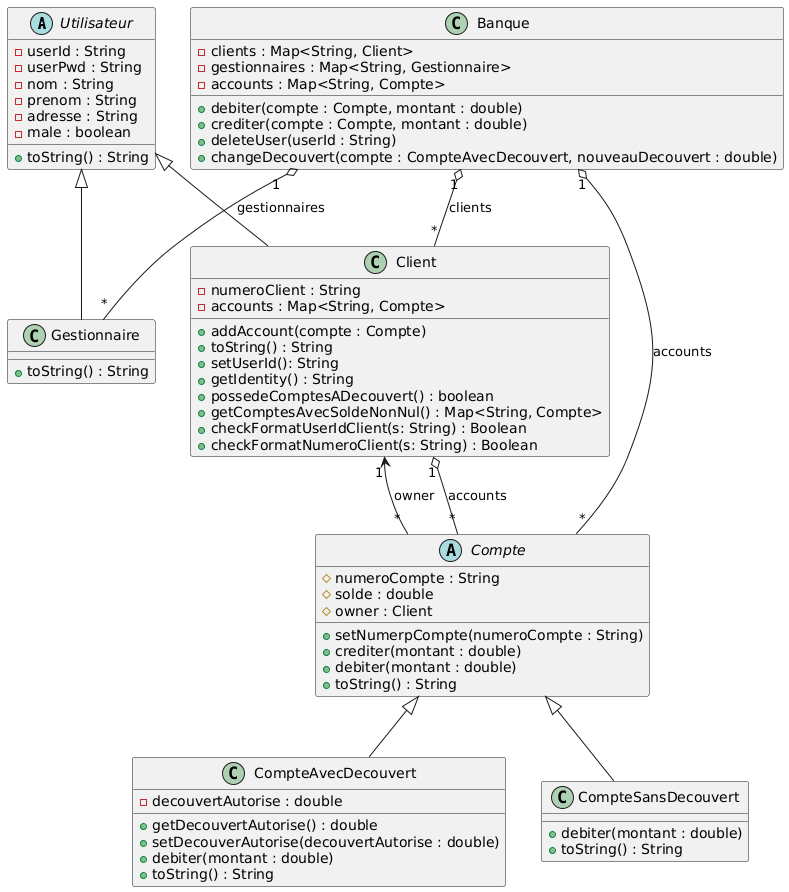 A Utilisateur
userId : String
userPwd : String
nom : String
prenom : String
adresse : String
male : boolean
toString() : String
C Banque
clients : Map<String, Client>
gestionnaires : Map<String, Gestionnaire>
accounts : Map<String, Compte>
debiter(compte : Compte, montant : double)
crediter(compte : Compte, montant : double)
deleteUser(userId : String)
changeDecouvert(compte : CompteAvecDecouvert, nouveauDecouvert : double)
1
1
1
gestionnaires
clients
*
*
accounts
C Client
numeroClient : String
accounts : Map<String, Compte>
addAccount(compte : Compte)
toString() : String
setUserId(): String
getIdentity() : String
possedeComptesADecouvert() : boolean
getComptesAvecSoldeNonNul() : Map<String, Compte>
checkFormatUserIdClient(s: String) : Boolean
checkFormatNumeroClient(s: String) : Boolean
C Gestionnaire
toString() : String
1
1
owner
accounts
*
*
*
A Compte
numeroCompte : String
solde : double
owner : Client
setNumerpCompte(numeroCompte : String)
crediter(montant : double)
debiter(montant : double)
toString() : String
C CompteAvecDecouvert
decouvertAutorise : double
getDecouvertAutorise() : double
setDecouverAutorise(decouvertAutorise : double)
debiter(montant : double)
toString() : String
C CompteSansDecouvert
debiter(montant : double)
toString() : String